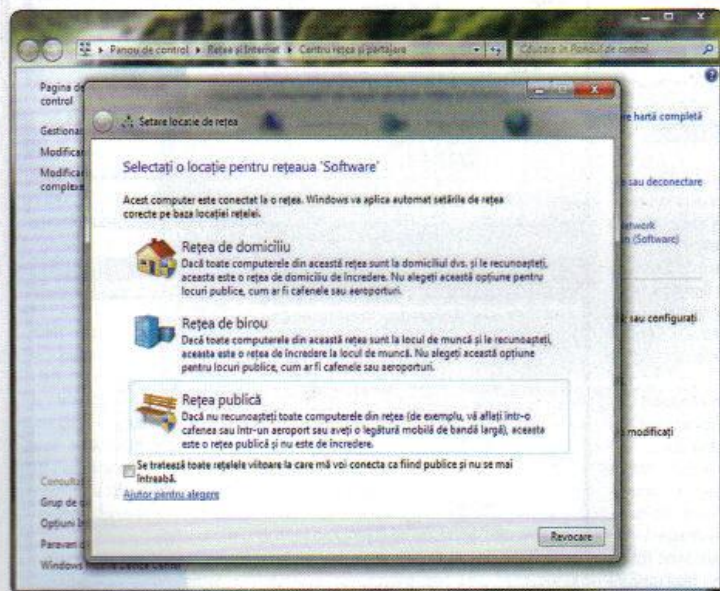 Panou de control ▸ Rețea și Internet ▸ Centru rețea și partajare
Căutare în Panoul de control
Pagina de
control
Gestiona
Modificar
Modificar
complexe
re hartă completă
sau deconectare
etwork
n (Software)
sau configurați
modificați
Setare locație de rețea
Selectați o locație pentru rețeaua 'Software'
Acest computer este conectat la o rețea. Windows va aplica automat setările de rețea
corecte pe baza locației rețelei.
Rețea de domiciliu
Dacă toate computerele din această rețea sunt la domiciliul dvs. și le recunoașteți,
aceasta este o rețea de domiciliu de încredere. Nu alegeți această opțiune pentru
locuri publice, cum ar fi cafenele sau aeroporturi.
Rețea de birou
Dacă toate computerele din această rețea sunt la locul de muncă și le recunoașteți,
aceasta este o rețea de încredere la locul de muncă. Nu alegeți această opțiune
pentru locuri publice, cum ar fi cafenele sau aeroporturi.
Rețea publică
Dacă nu recunoașteți toate computerele din rețea (de exemplu, vă aflați într-o
cafenea sau într-un aeroport sau aveți o legătură mobilă de bandă largă), aceasta
este o rețea publică și nu este de încredere.
Se tratează toate rețelele viitoare la care mă voi conecta ca fiind publice și nu se mai
întreabă.
Ajutor pentru alegere
Revocare
Consulta
Grup de
Opțiuni
Paravan
Windows Mobile Device Center